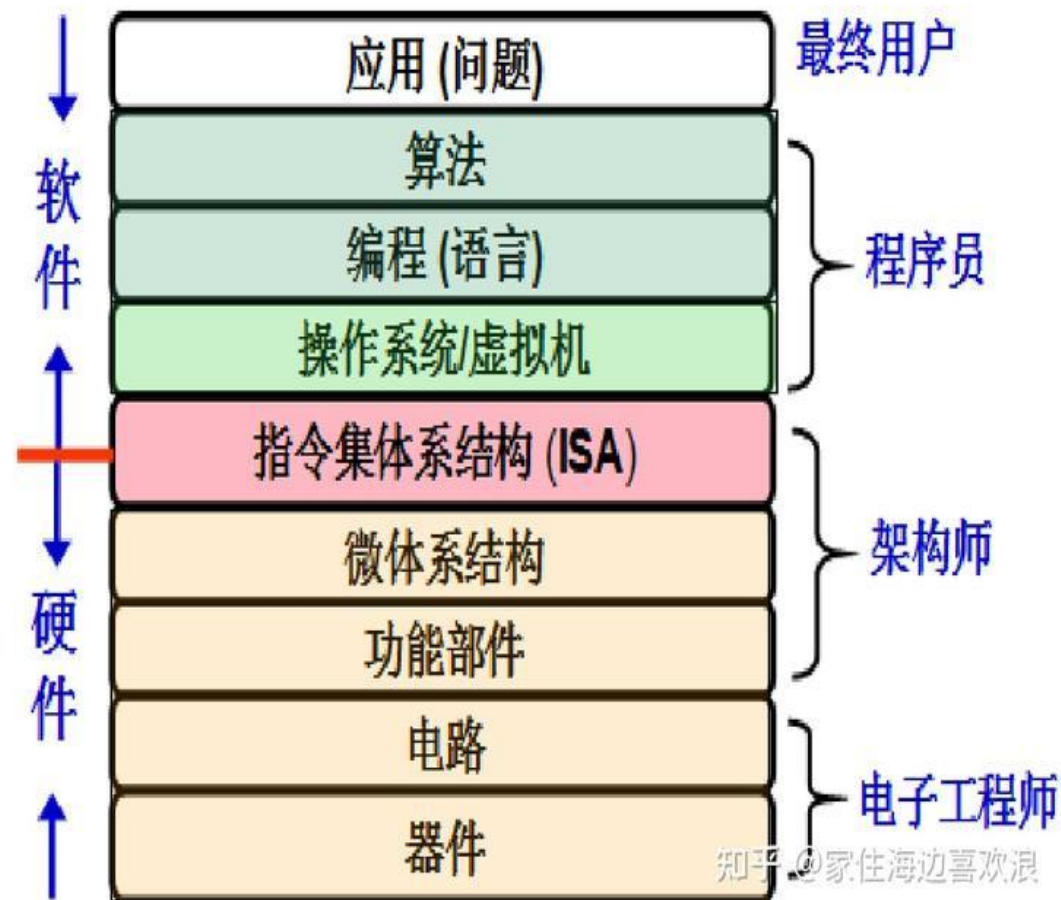 应用 (问题)
最终用户
算法
软件
编程 (语言)
程序员
操作系统/虚拟机
指令集体系结构 (ISA)
微体系结构
架构师
硬件
功能部件
电路
电子工程师
器件
知乎 @家住海边喜欢浪